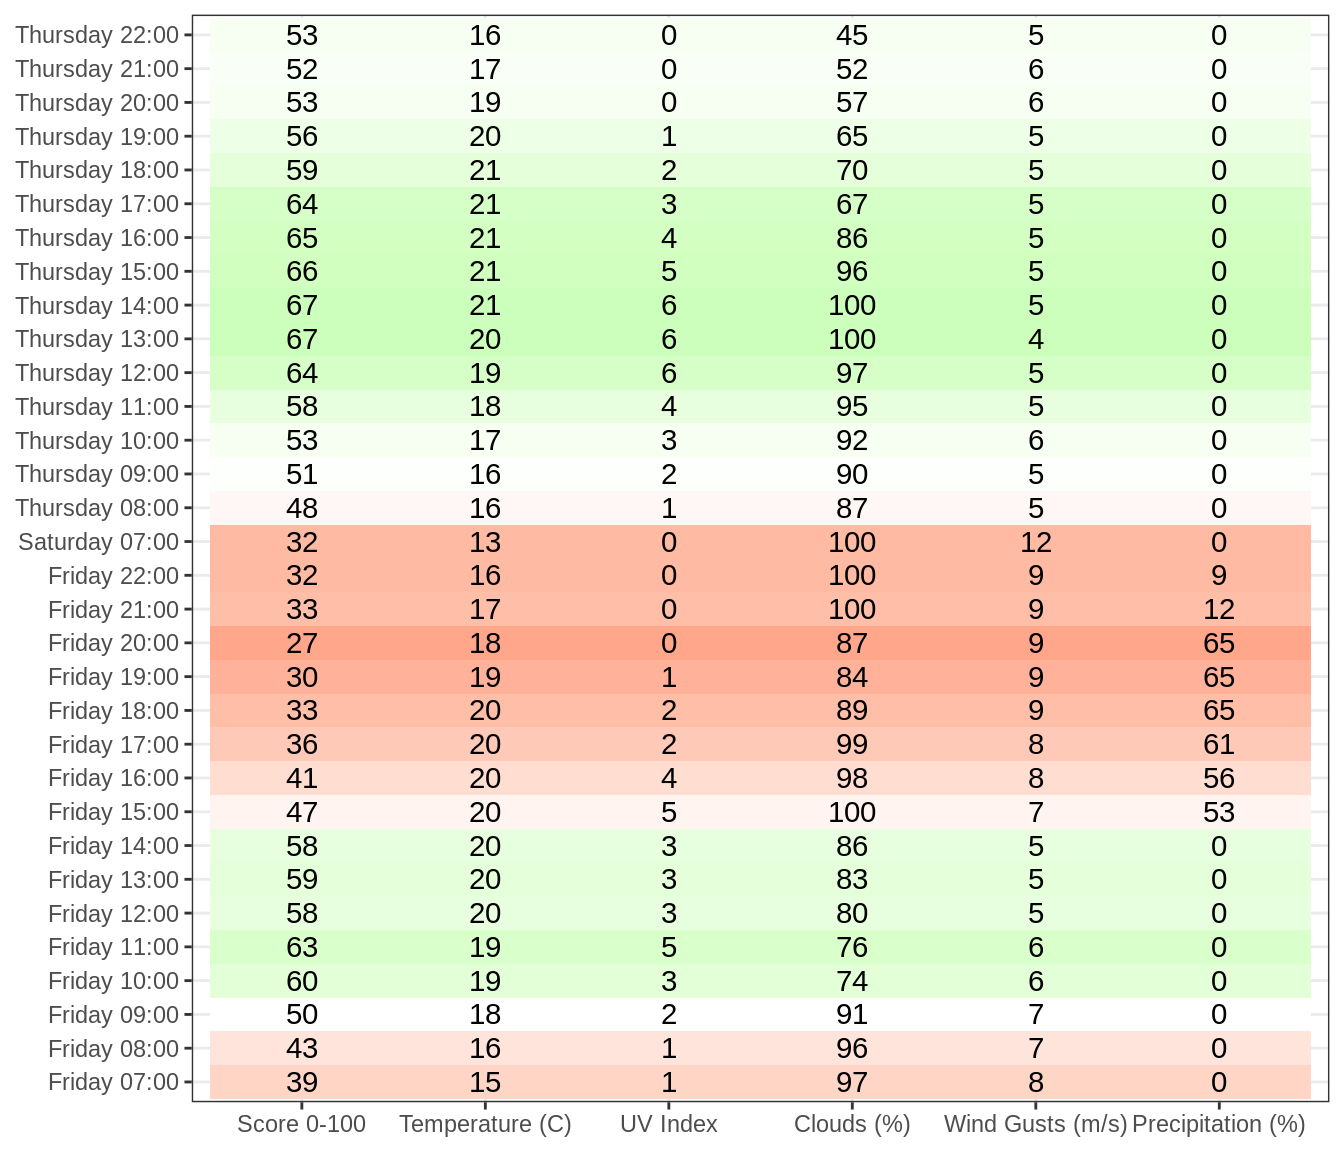 Thursday 22:00 53 16 0 45 5 0
Thursday 21:00 52 17 0 52 6 0
Thursday 20:00 53 19 0 57 6 0
Thursday 19:00 56 20 1 65 5 0
Thursday 18:00 59 21 2 70 5 0
Thursday 17:00 64 21 3 67 5 0
Thursday 16:00 65 21 4 86 5 0
Thursday 15:00 66 21 5 96 5 0
Thursday 14:00 67 21 6 100 5 0
Thursday 13:00 67 20 6 100 4 0
Thursday 12:00 64 19 6 97 5 0
Thursday 11:00 58 18 4 95 5 0
Thursday 10:00 53 17 3 92 6 0
Thursday 09:00 51 16 2 90 5 0
Thursday 08:00 48 16 1 87 5 0
Saturday 07:00 32 13 0 100 12 0
Friday 22:00 32 16 0 100 9 9
Friday 21:00 33 17 0 100 9 12
Friday 20:00 27 18 0 87 9 65
Friday 19:00 30 19 1 84 9 65
Friday 18:00 33 20 2 89 9 65
Friday 17:00 36 20 2 99 8 61
Friday 16:00 41 20 4 98 8 56
Friday 15:00 47 20 5 100 7 53
Friday 14:00 58 20 3 86 5 0
Friday 13:00 59 20 3 83 5 0
Friday 12:00 58 20 3 80 5 0
Friday 11:00 63 19 5 76 6 0
Friday 10:00 60 19 3 74 6 0
Friday 09:00 50 18 2 91 7 0
Friday 08:00 43 16 1 96 7 0
Friday 07:00 39 15 1 97 8 0
Score 0-100 Temperature (C) UV Index Clouds (%) Wind Gusts (m/s) Precipitation (%)